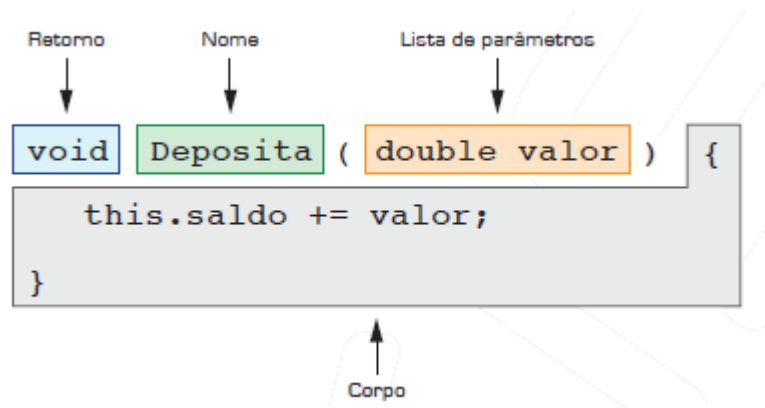 Retorno Nome Lista de parâmetros
void Deposita ( double valor ) {
this.saldo += valor;
}
Corpo